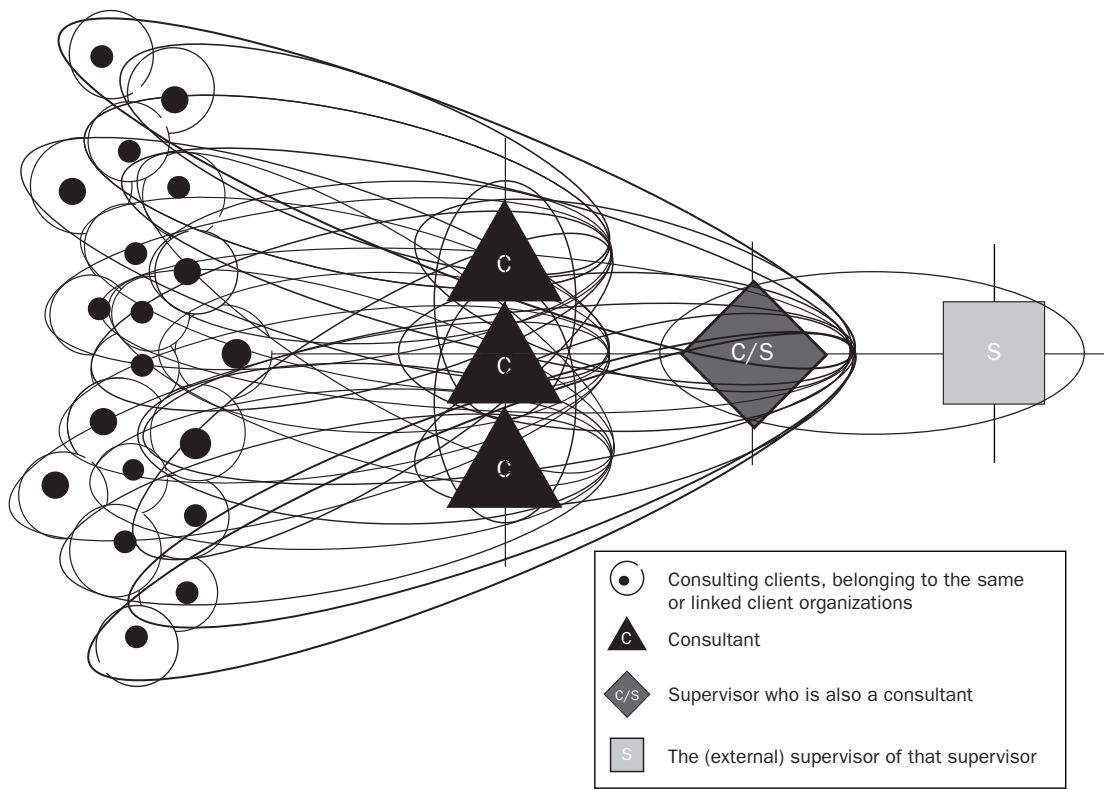 C
C
C
C/S
S
Consulting clients, belonging to the same
or linked client organizations
C
Consultant
C/S
Supervisor who is also a consultant
S
The (external) supervisor of that supervisor